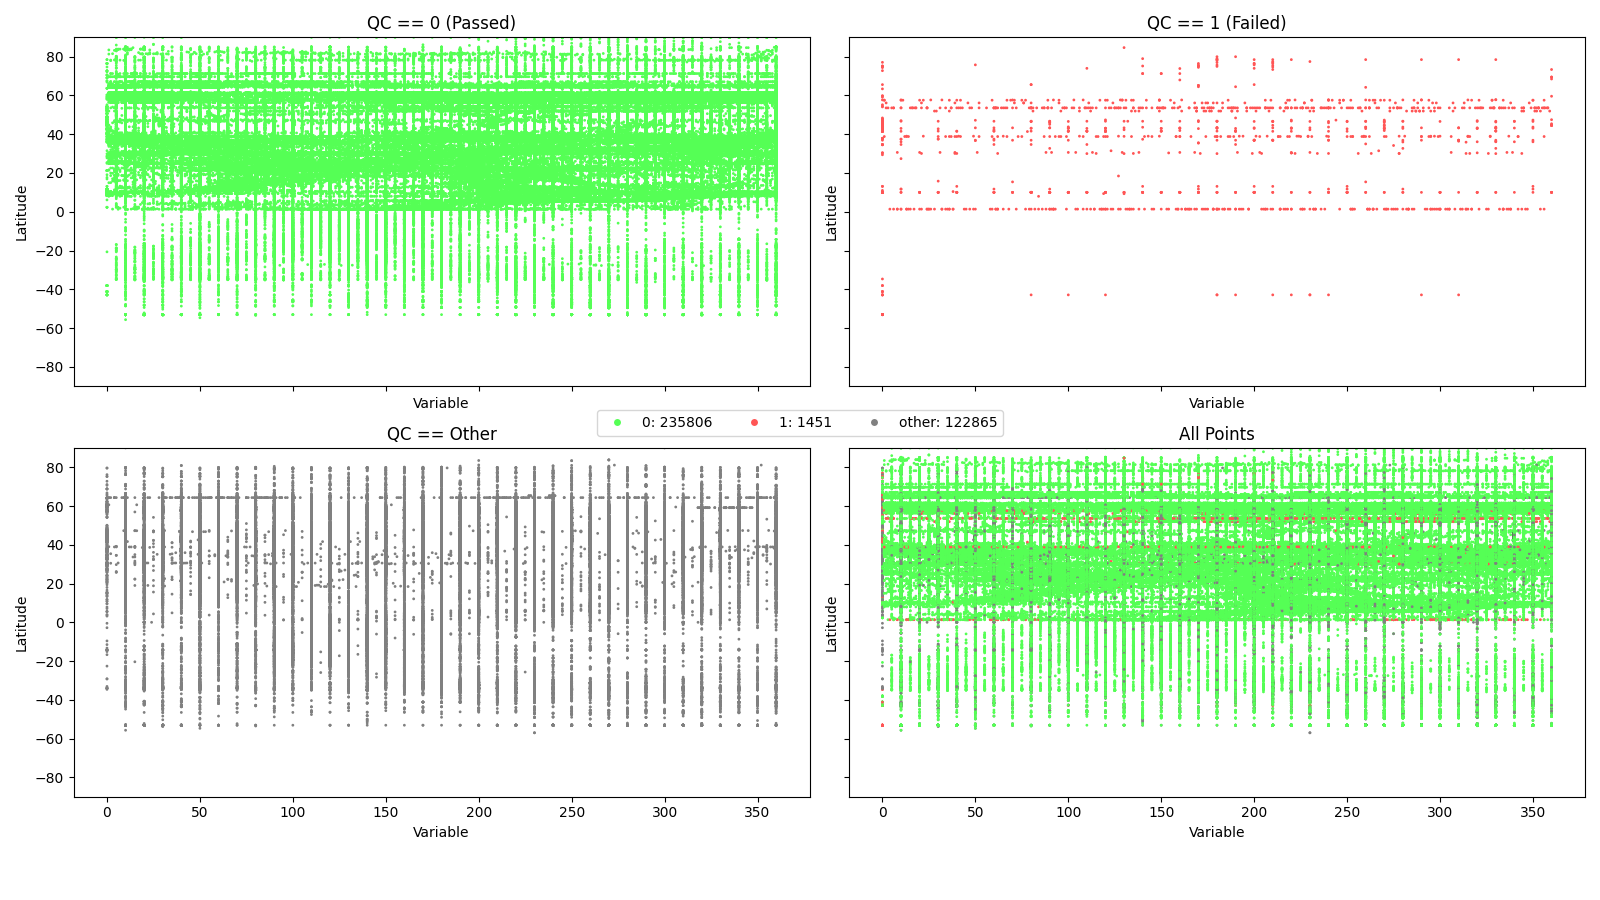 QC == 0 (Passed)
QC == 1 (Failed)
80
60
40
20
0
−20
−40
−60
−80
Latitude
Latitude
Variable
Variable
0: 235806
1: 1451
other: 122865
QC == Other
All Points
80
60
40
20
0
−20
−40
−60
−80
Latitude
Latitude
0 50 100 150 200 250 300 350
0 50 100 150 200 250 300 350
Variable
Variable